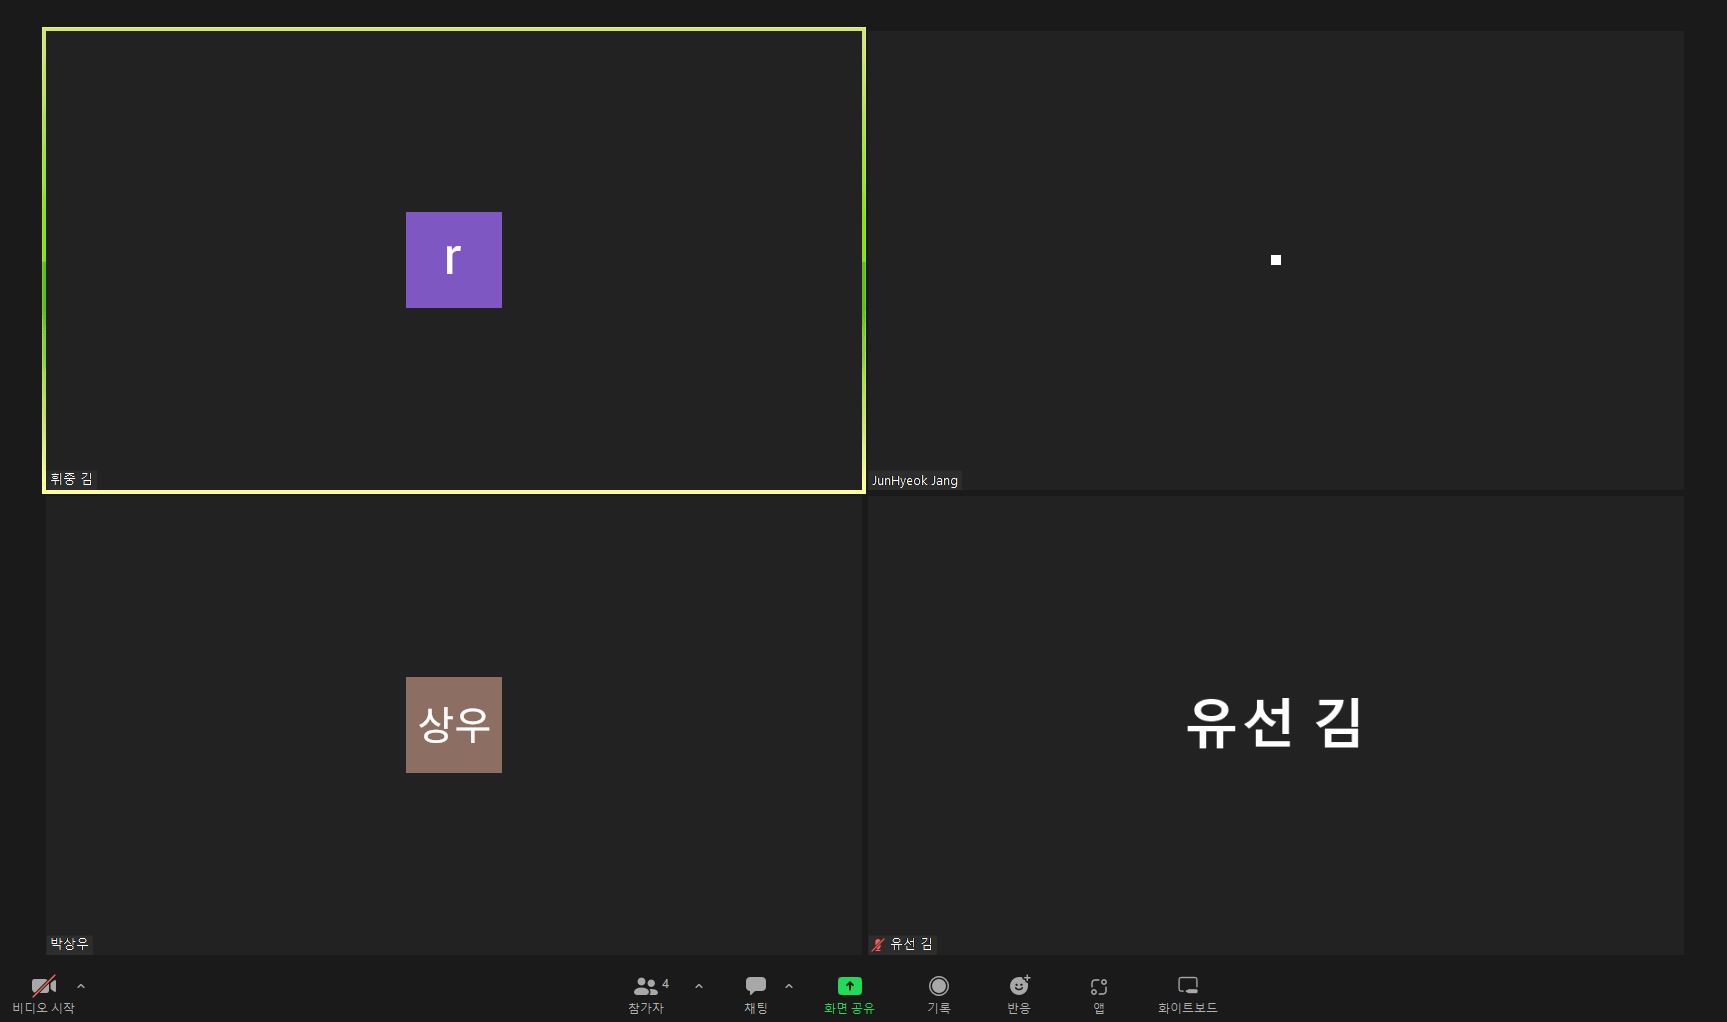 r
휘중 김
JunHyeok Jang
상우
유선 김
박상우
유선 김
비디오 시작
참가자 4
채팅
화면 공유
기록
반응
앱
화이트보드